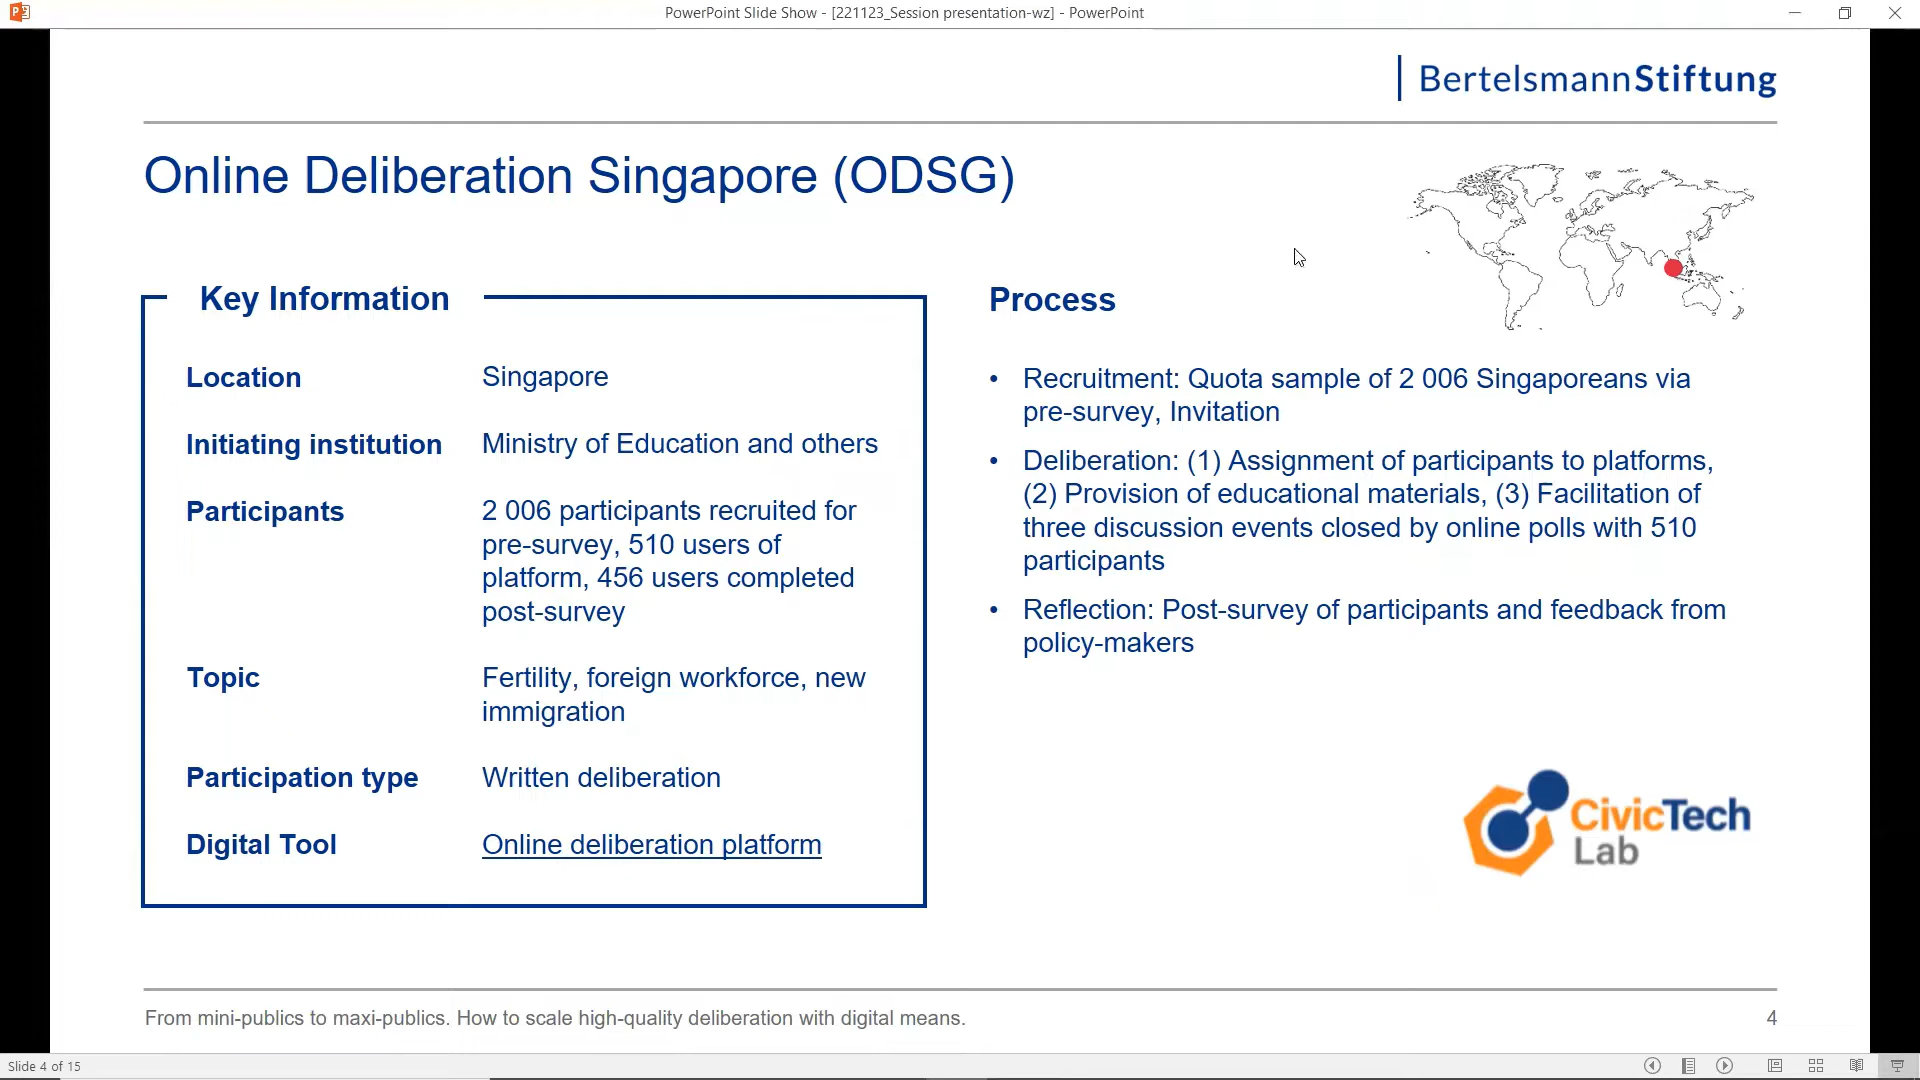 PowerPoint Slide Show - [221123_Session presentation-wz] - PowerPoint
BertelsmannStiftung
Online Deliberation Singapore (ODSG)
Key Information
Location
Singapore
Initiating institution
Ministry of Education and others
Participants
2 006 participants recruited for
pre-survey, 510 users of
platform, 456 users completed
post-survey
Topic
Fertility, foreign workforce, new
immigration
Participation type
Written deliberation
Digital Tool
Online deliberation platform
Process
• Recruitment: Quota sample of 2 006 Singaporeans via
pre-survey, Invitation
• Deliberation: (1) Assignment of participants to platforms,
(2) Provision of educational materials, (3) Facilitation of
three discussion events closed by online polls with 510
participants
• Reflection: Post-survey of participants and feedback from
policy-makers
CivicTech
Lab
From mini-publics to maxi-publics. How to scale high-quality deliberation with digital means.
4
Slide 4 of 15